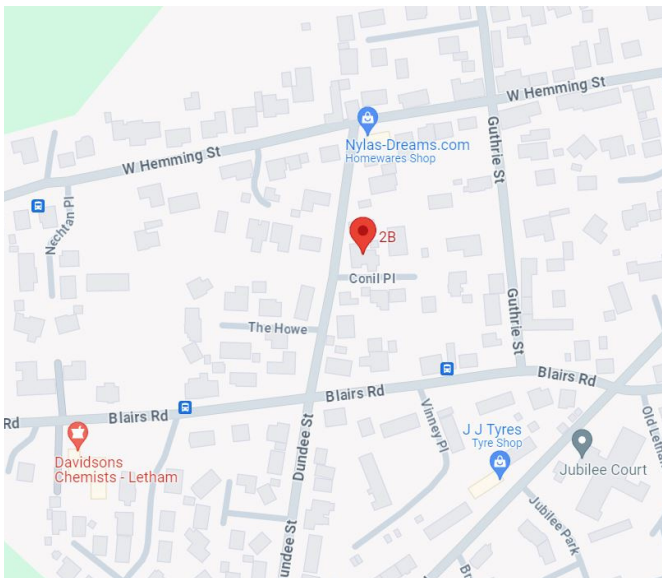 W Hemming St
Nylas-Dreams.com
Homewares Shop
W Hemming St
Guthrie St
Nechtan Pl
2B
Conil Pl
Guthrie St
The Howe
Blairs Rd
Blairs Rd
Rd
Blairs Rd
Dundee St
Vinney Pl
J J Tyres
Tyre Shop
Davidsons
Chemists - Letham
Jubilee Court
Jubilee Park